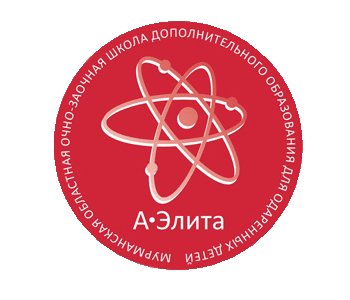 МУРМАНСКАЯ ОБЛАСТНАЯ ОЧНО-ЗАОЧНАЯ ШКОЛА ДОПОЛНИТЕЛЬНОГО ОБРАЗОВАНИЯ ДЛЯ ОДАРЕННЫХ ДЕТЕЙ
А•Элита